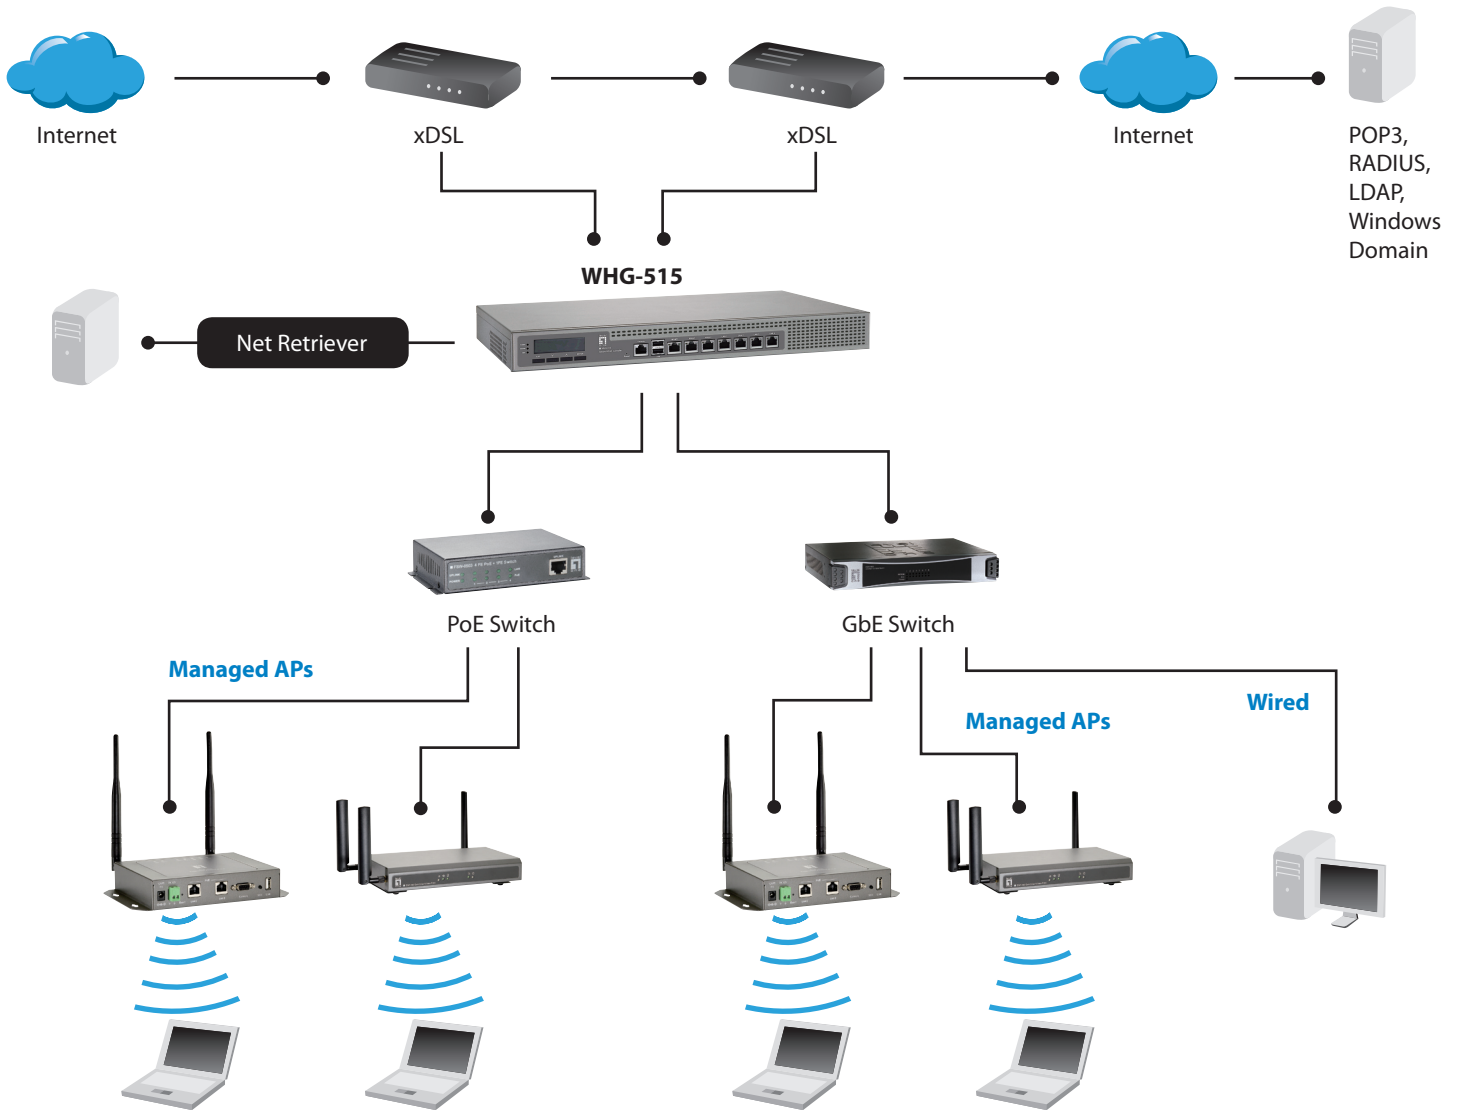 Internet
xDSL
xDSL
Internet
POP3,
RADIUS,
LDAP,
Windows
Domain
WHG-515
Net Retriever
PoE Switch
GbE Switch
Managed APs
Managed APs
Wired